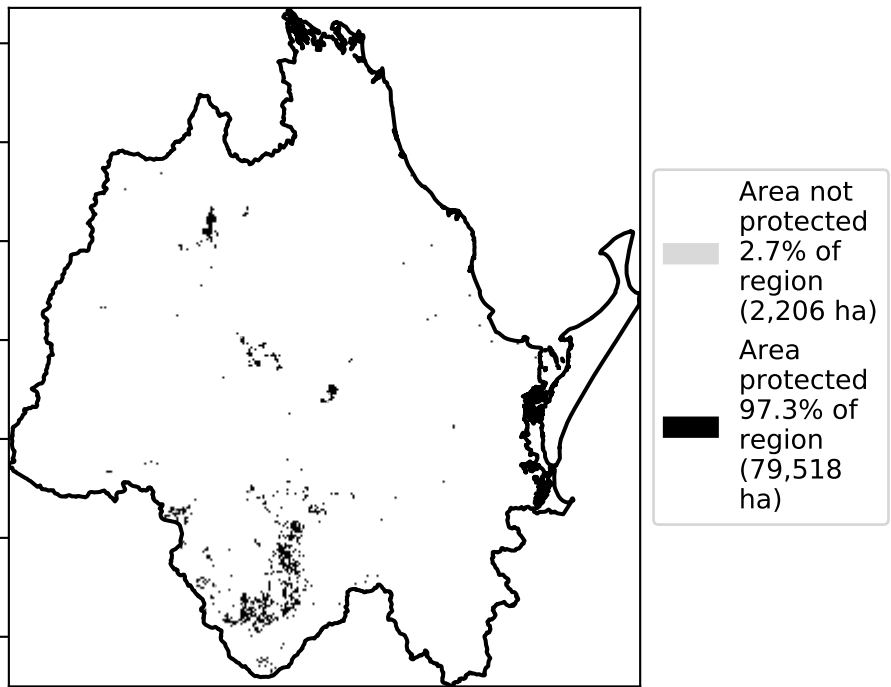 Area not
protected
2.7% of
region
(2,206 ha)
Area
protected
97.3% of
region
(79,518
ha)